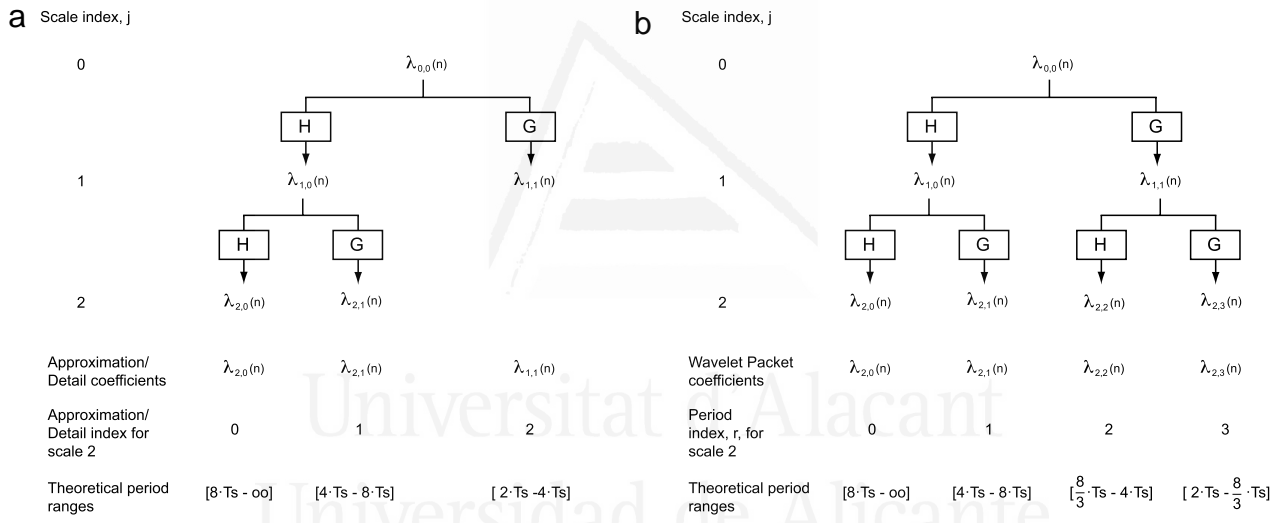 a Scale index, j
0 λ0,0(n)
H G
1 λ1,0(n) λ1,1(n)
H G
2 λ2,0(n) λ2,1(n)
Approximation/
Detail coefficients λ2,0(n) λ2,1(n) λ1,1(n)
Approximation/
Detail index for
scale 2 0 1 2
Theoretical period
ranges [8·Ts - oo] [4·Ts - 8·Ts] [ 2·Ts -4·Ts]
b Scale index, j
0 λ0,0(n)
H G
1 λ1,0(n) λ1,1(n)
H G H G
2 λ2,0(n) λ2,1(n) λ2,2(n) λ2,3(n)
Wavelet Packet
coefficients λ2,0(n) λ2,1(n) λ2,2(n) λ2,3(n)
Period
index, r, for
scale 2 0 1 2 3
Theoretical period
ranges [8·Ts - oo] [4·Ts - 8·Ts] [8/3·Ts - 4·Ts] [ 2·Ts - 8/3·Ts]
Universitat d'Alacant
Universidad de Alicante